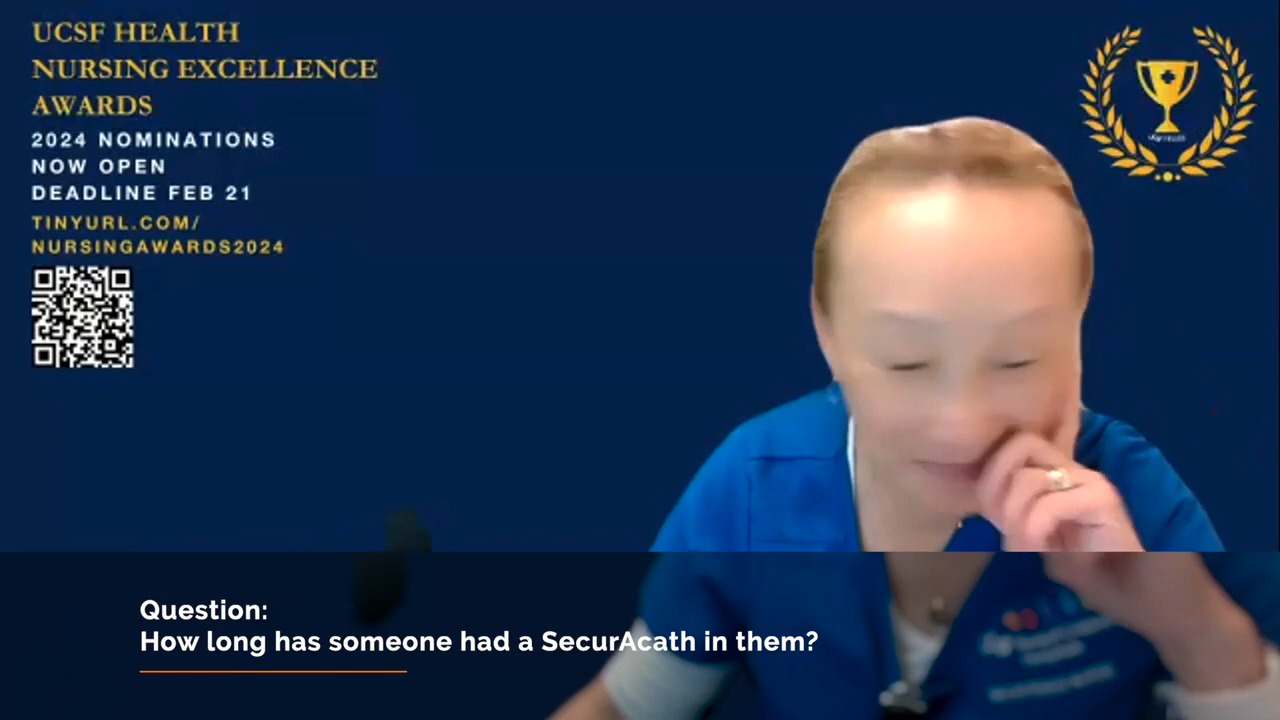 UCSF HEALTH
NURSING EXCELLENCE
AWARDS
2024 NOMINATIONS
NOW OPEN
DEADLINE FEB 21
TINYURL.COM/
NURSINGAWARDS2024
Question:
How long has someone had a SecurAcath in them?